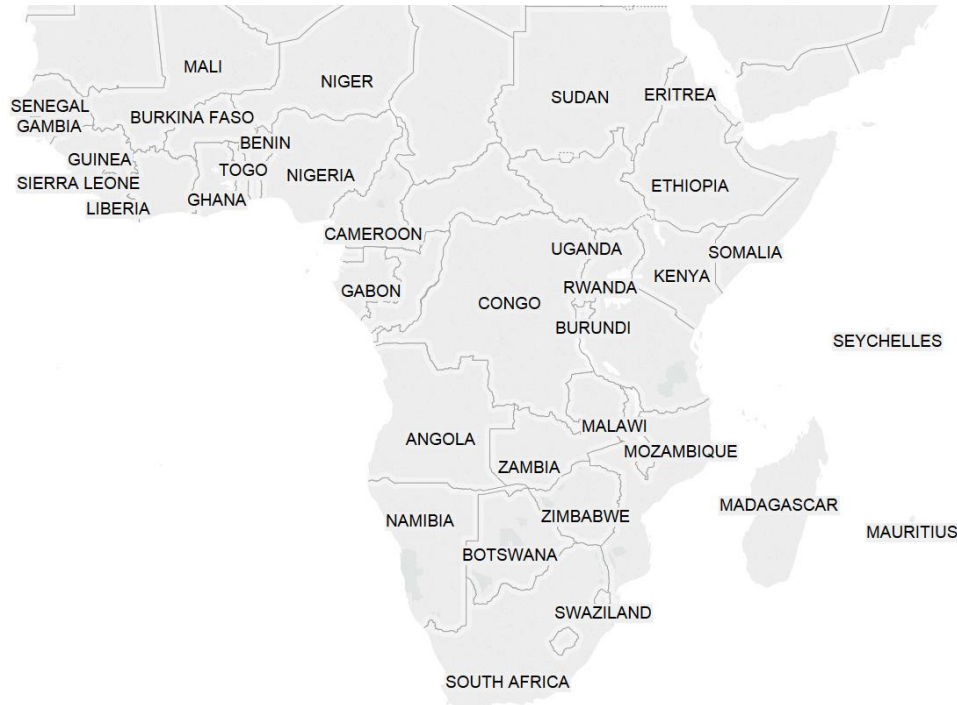 MALI
NIGER
SUDAN
ERITREA
SENEGAL
GAMBIA
BURKINA FASO
BENIN
GUINEA
TOGO
NIGERIA
SIERRA LEONE
ETHIOPIA
LIBERIA
GHANA
CAMEROON
UGANDA
SOMALIA
KENYA
GABON
RWANDA
CONGO
BURUNDI
SEYCHELLES
MALAWI
ANGOLA
MOZAMBIQUE
ZAMBIA
MADAGASCAR
NAMIBIA
ZIMBABWE
MAURITIUS
BOTSWANA
SWAZILAND
SOUTH AFRICA